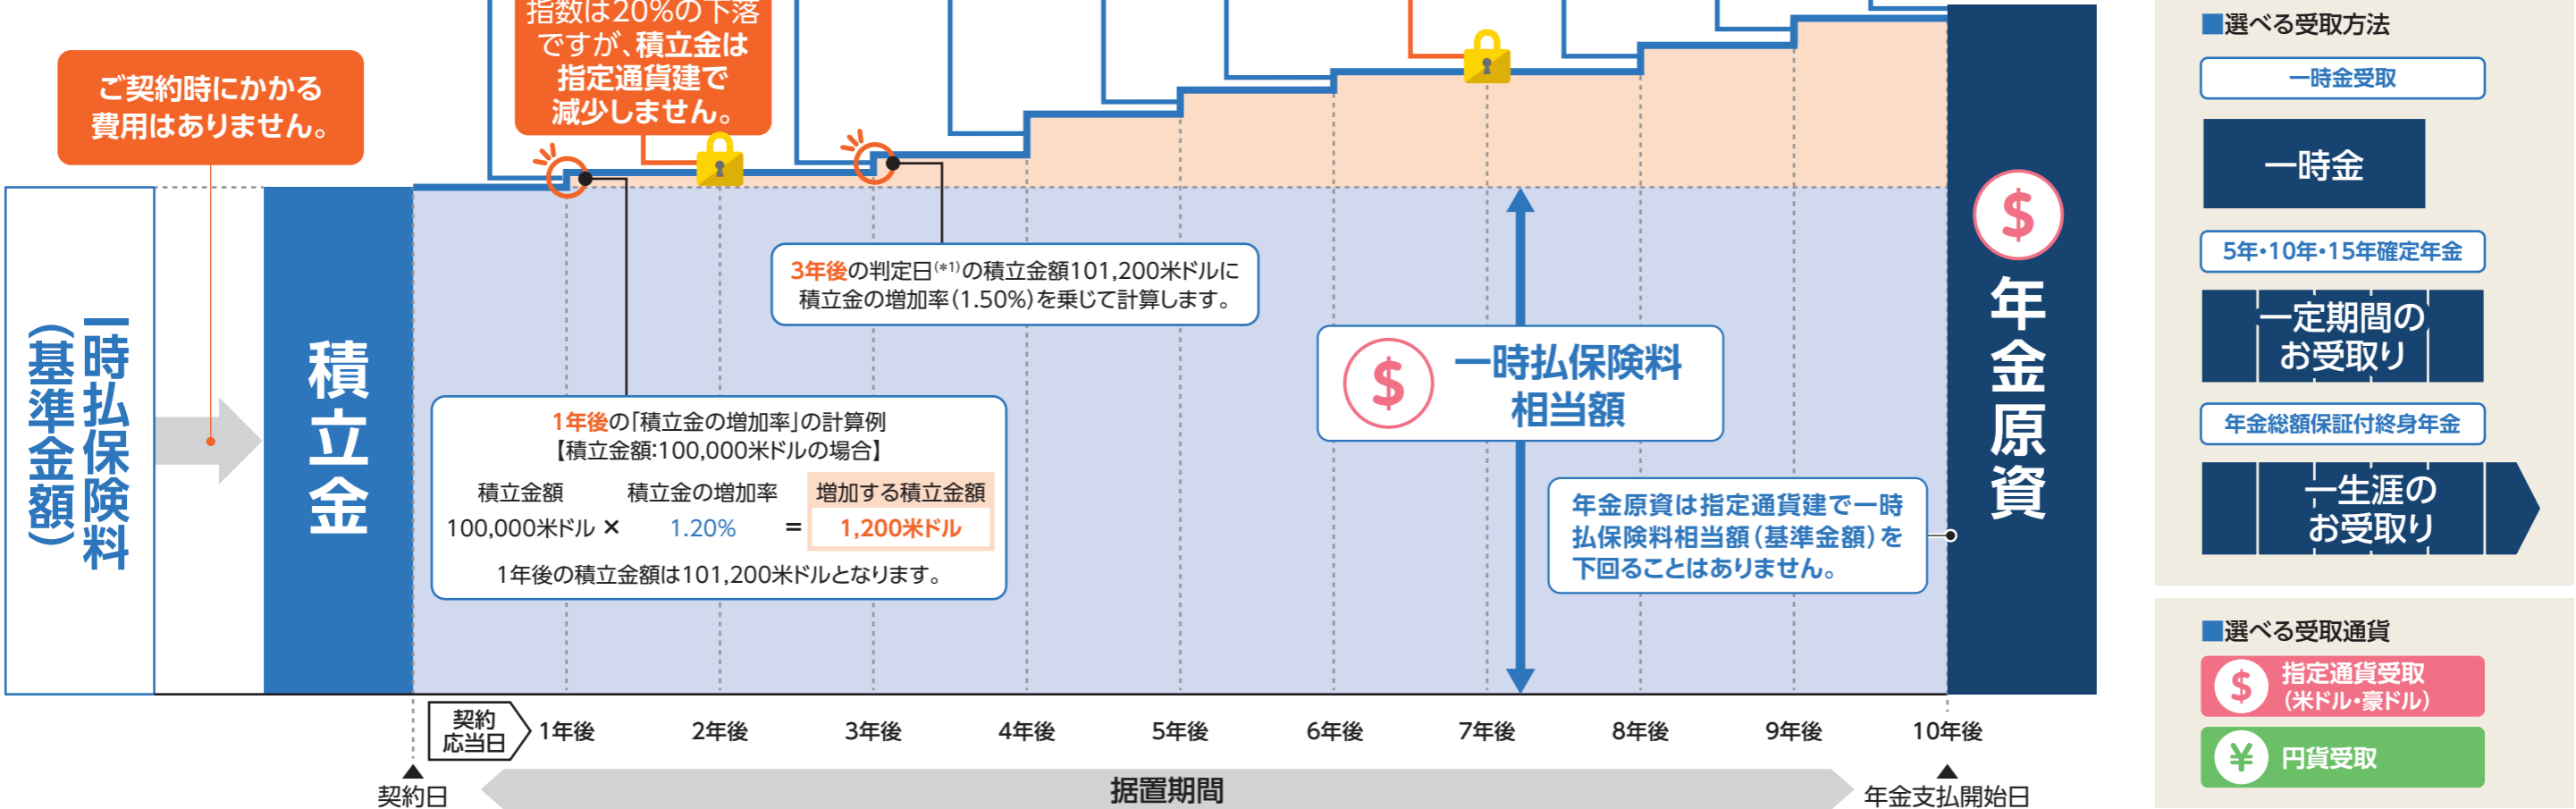 指数は20%の下落
ですが、積立金は
指定通貨建で
減少しません。
ご契約時にかかる
費用はありません。
一時払保険料
(基準金額)
積立金
3年後の判定日(*1)の積立金額101,200米ドルに
積立金の増加率(1.50%)を乗じて計算します。
1年後の「積立金の増加率」の計算例
【積立金額:100,000米ドルの場合】
積立金額 積立金の増加率 増加する積立金額
100,000米ドル × 1.20% = 1,200米ドル
1年後の積立金額は101,200米ドルとなります。
$ 一時払保険料
相当額
年金原資は指定通貨建で一時
払保険料相当額(基準金額)を
下回ることはありません。
$
年金原資
契約
応当日
1年後 2年後 3年後 4年後 5年後 6年後 7年後 8年後 9年後 10年後
据置期間
契約日
年金支払開始日
■選べる受取方法
一時金受取
一時金
5年・10年・15年確定年金
一定期間の
お受取り
年金総額保証付終身年金
一生涯の
お受取り
■選べる受取通貨
$ 指定通貨受取
(米ドル・豪ドル)
¥ 円貨受取